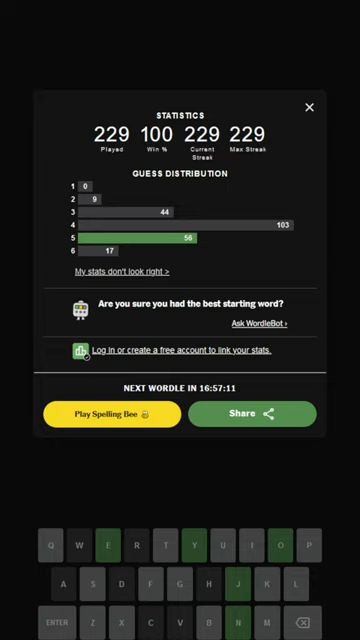 STATISTICS
229 100 229 229
Played Win % Current Streak Max Streak
GUESS DISTRIBUTION
1 0
2 9
3 44
4 103
5 56
6 17
My stats don't look right >
Are you sure you had the best starting word?
Ask WordleBot ›
Log in or create a free account to link your stats.
NEXT WORDLE IN 16:57:11
Play Spelling Bee
Share
Q W E R T Y U I O P
A S D F G H J K L
ENTER Z X C V B N M